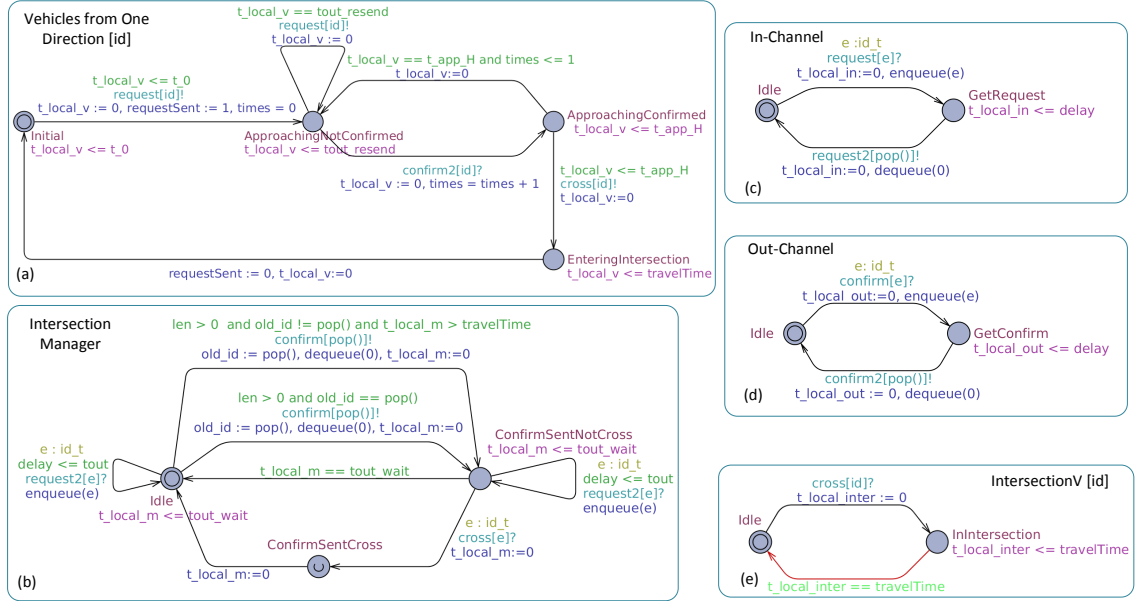 Vehicles from One
Direction [id]
t_local_v == tout_resend
request[id]!
t_local_v := 0
t_local_v == t_app_H and times <= 1
t_local_v:=0
t_local_v <= t_0
request[id]!
t_local_v := 0, requestSent := 1, times = 0
Initial
t_local_v <= t_0
ApproachingNotConfirmed
t_local_v <= tout_resend
ApproachingConfirmed
t_local_v <= t_app_H
confirm2[id]?
t_local_v := 0, times = times + 1
t_local_v <= t_app_H
cross[id]!
t_local_v:=0
EnteringIntersection
t_local_v <= travelTime
requestSent := 0, t_local_v:=0
(a)
Intersection
Manager
len > 0 and old_id != pop() and t_local_m > travelTime
confirm[pop()]!
old_id := pop(), dequeue(0), t_local_m:=0
len > 0 and old_id == pop()
confirm[pop()]!
old_id := pop(), dequeue(0), t_local_m:=0
ConfirmSentNotCross
t_local_m <= tout_wait
e : id_t
delay <= tout
request2[e]?
enqueue(e)
t_local_m == tout_wait
e : id_t
delay <= tout
request2[e]?
enqueue(e)
Idle
t_local_m <= tout_wait
ConfirmSentCross
e : id_t
cross[e]?
t_local_m:=0
t_local_m:=0
(b)
In-Channel
e :id_t
request[e]?
t_local_in:=0, enqueue(e)
Idle
GetRequest
t_local_in <= delay
request2[pop()]!
t_local_in:=0, dequeue(0)
(c)
Out-Channel
e: id_t
confirm[e]?
t_local_out:=0, enqueue(e)
Idle
GetConfirm
t_local_out <= delay
confirm2[pop()]!
t_local_out := 0, dequeue(0)
(d)
IntersectionV [id]
cross[id]?
t_local_inter := 0
Idle
InIntersection
t_local_inter <= travelTime
t_local_inter == travelTime
(e)